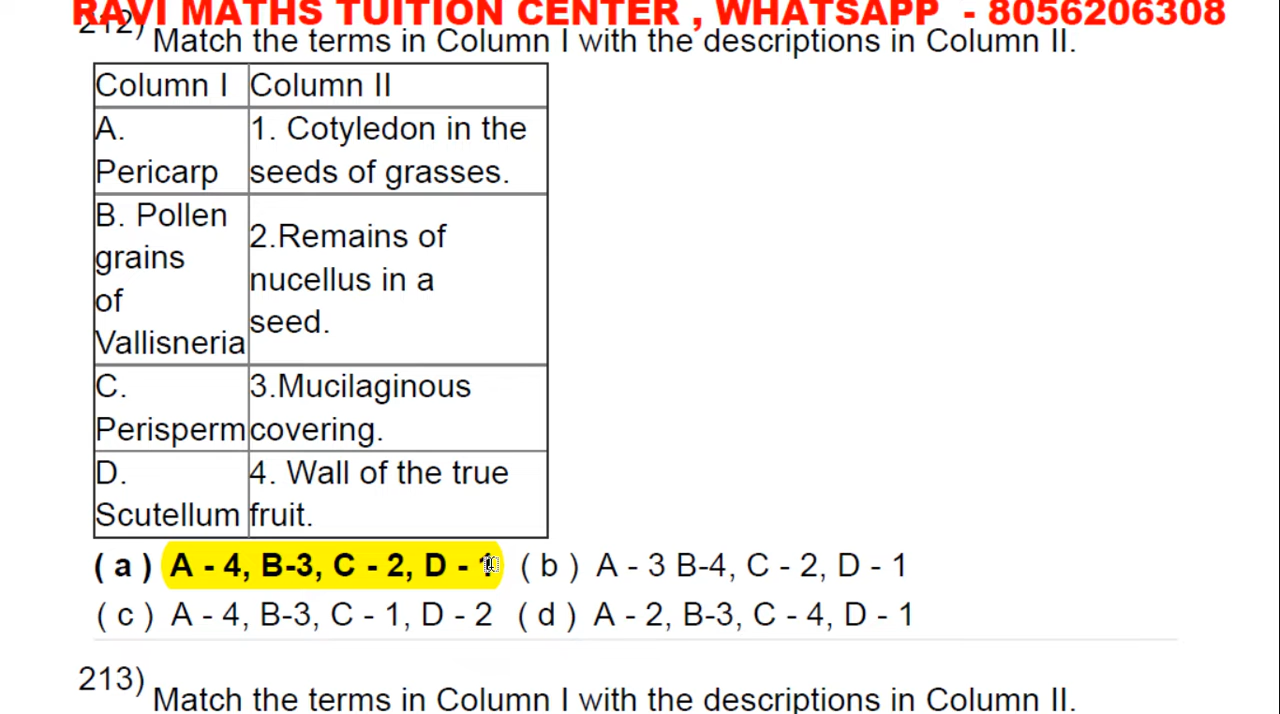 RAVI MATHS TUITION CENTER , WHATSAPP - 8056206308
212) Match the terms in Column I with the descriptions in Column II.
Column I Column II
A. 1. Cotyledon in the
Pericarp seeds of grasses.
B. Pollen
grains
of
Vallisneria
2.Remains of
nucellus in a
seed.
C. 3.Mucilaginous
Perisperm covering.
D. 4. Wall of the true
Scutellum fruit.
( a ) A - 4, B-3, C - 2, D - 1 ( b ) A - 3 B-4, C - 2, D - 1
( c ) A - 4, B-3, C - 1, D - 2 ( d ) A - 2, B-3, C - 4, D - 1
213) Match the terms in Column I with the descriptions in Column II.